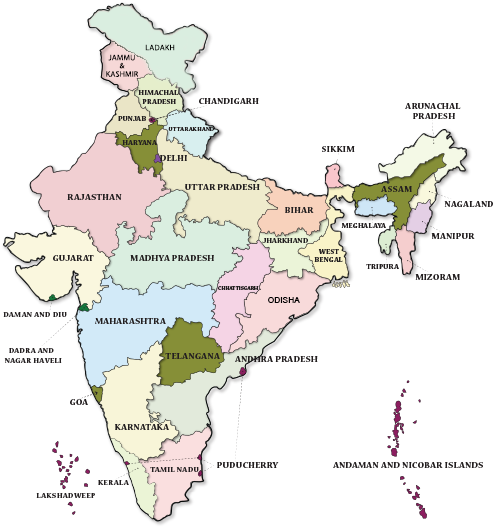 LADAKH
JAMMU
&
KASHMIR
HIMACHAL
PRADESH
CHANDIGARH
PUNJAB
UTTARAKHAND
HARYANA
DELHI
ARUNACHAL
PRADESH
SIKKIM
RAJASTHAN
UTTAR PRADESH
ASSAM
BIHAR
NAGALAND
MEGHALAYA
MANIPUR
JHARKHAND
GUJARAT
MADHYA PRADESH
WEST
BENGAL
TRIPURA
MIZORAM
CHHATTISGARH
ODISHA
DAMAN AND DIU
MAHARASHTRA
DADRA AND
NAGAR HAVELI
TELANGANA
ANDHRA PRADESH
GOA
KARNATAKA
PUDUCHERRY
ANDAMAN AND NICOBAR ISLANDS
TAMIL NADU
KERALA
LAKSHADWEEP